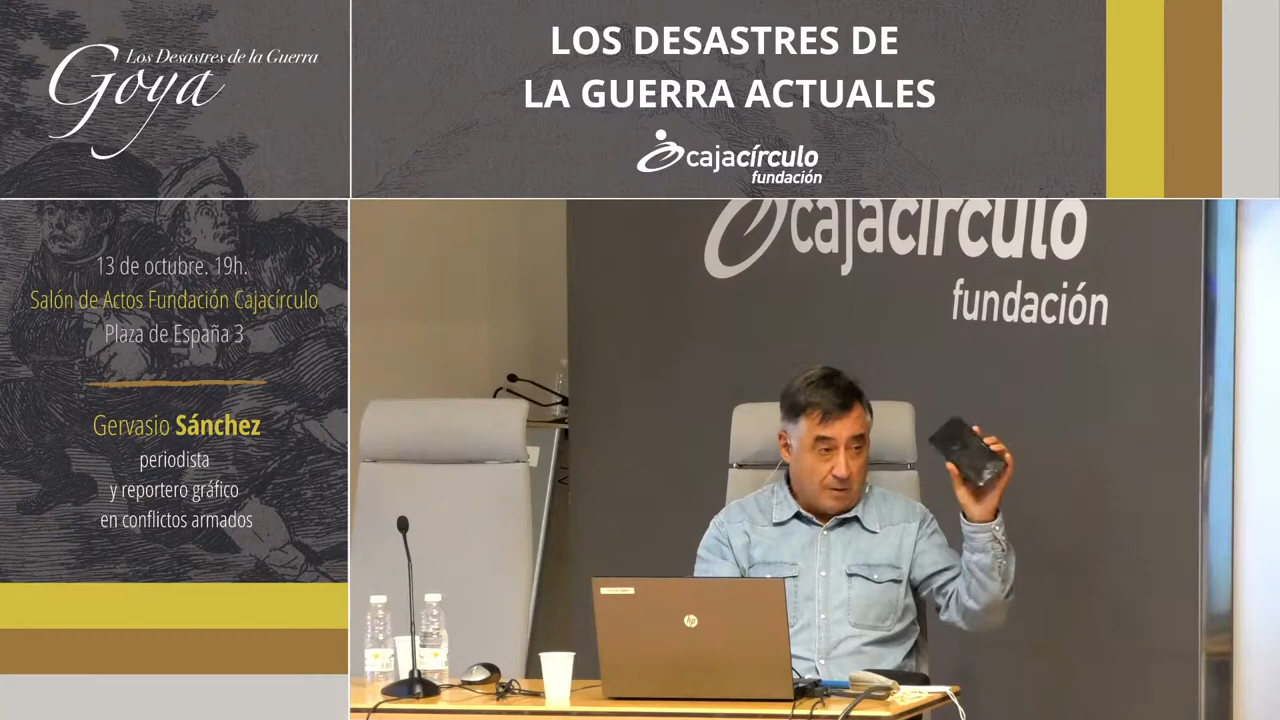 Los Desastres de la Guerra
Goya
LOS DESASTRES DE
LA GUERRA ACTUALES
cajacírculo
fundación
13 de octubre. 19h.
Salón de Actos Fundación Cajacírculo
Plaza de España 3
Gervasio Sánchez
periodista
y reportero gráfico
en conflictos armados
cajacírculo
fundación
hp